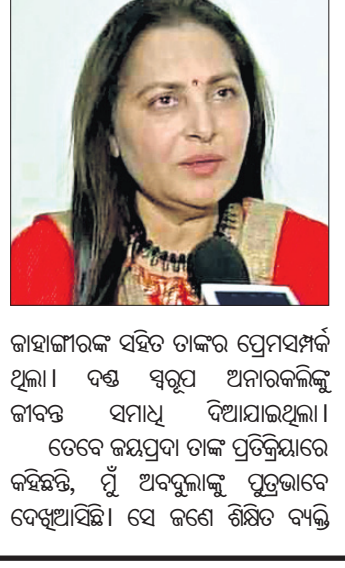 ଜାହାଙ୍ଗୀରଙ୍କ ସହିତ ତାଙ୍କର ପ୍ରେମସମ୍ପର୍କ
ଥିଲା । ଦଣ୍ଡ ସ୍ବରୂପ ଅନାରକଲିଙ୍କୁ
ଜୀବନ୍ତ ସମାଧି ଦିଆଯାଇଥିଲା ।
ତେବେ ଜୟପ୍ରଦା ତାଙ୍କ ପ୍ରତିକ୍ରିୟାରେ
କହିଛନ୍ତି, ମୁଁ ଅବଦୁଲାଙ୍କୁ ପୁତ୍ରଭାବେ
ଦେଖିଆସିଛି । ସେ ଜଣେ ଶିକ୍ଷିତ ବ୍ୟକ୍ତି